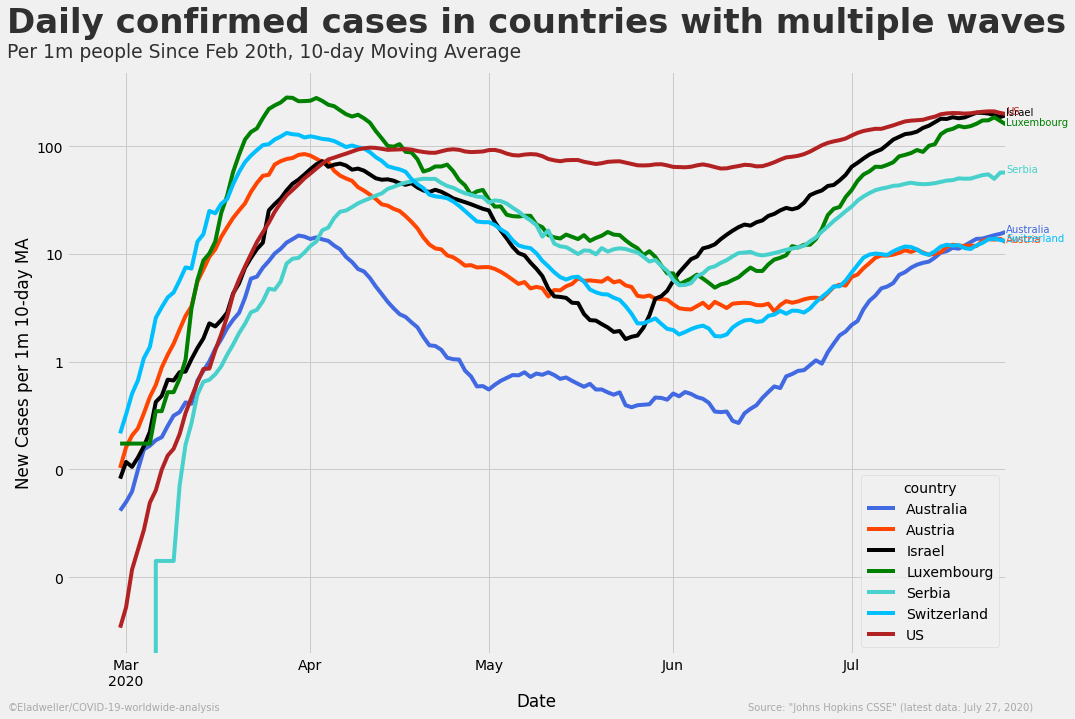 Daily confirmed cases in countries with multiple waves
Per 1m people Since Feb 20th, 10-day Moving Average
New Cases per 1m 10-day MA
100
10
1
0
0
US
Israel
Luxembourg
Serbia
Australia
Switzerland
Austria
country
Australia
Austria
Israel
Luxembourg
Serbia
Switzerland
US
Mar
2020
Apr
May
Jun
Jul
Date
©Eladweller/COVID-19-worldwide-analysis
Source: "Johns Hopkins CSSE" (latest data: July 27, 2020)